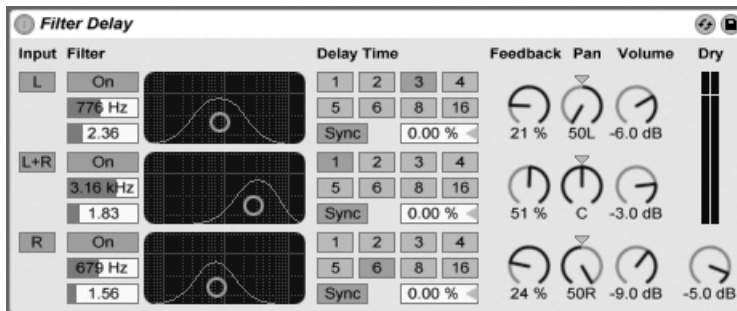 Filter Delay
Input Filter Delay Time Feedback Pan Volume Dry
L On 1 2 3 4
776 Hz 5 6 8 16
2.36 Sync 0.00 % 21 % 50L -6.0 dB
L+R On 1 2 3 4
3.16 kHz 5 6 8 16
1.83 Sync 0.00 % 51 % C -3.0 dB
R On 1 2 3 4
679 Hz 5 6 8 16
1.56 Sync 0.00 % 24 % 50R -9.0 dB -5.0 dB